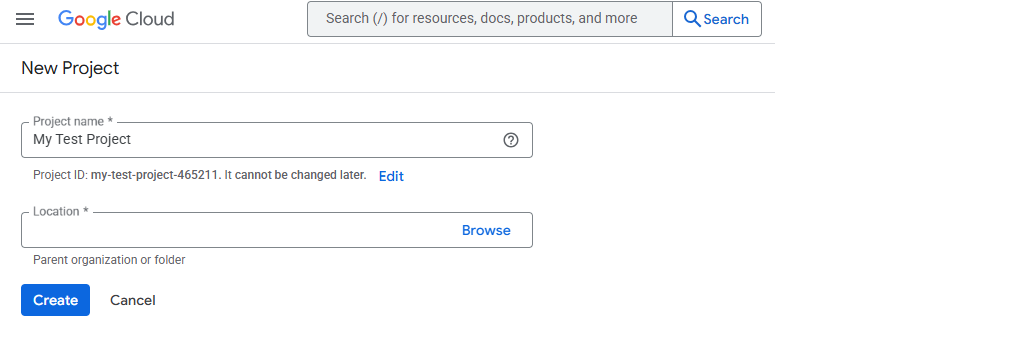 Google Cloud
Search (/) for resources, docs, products, and more
Search
New Project
Project name *
My Test Project
Project ID: my-test-project-465211. It cannot be changed later. Edit
Location *
Browse
Parent organization or folder
Create Cancel